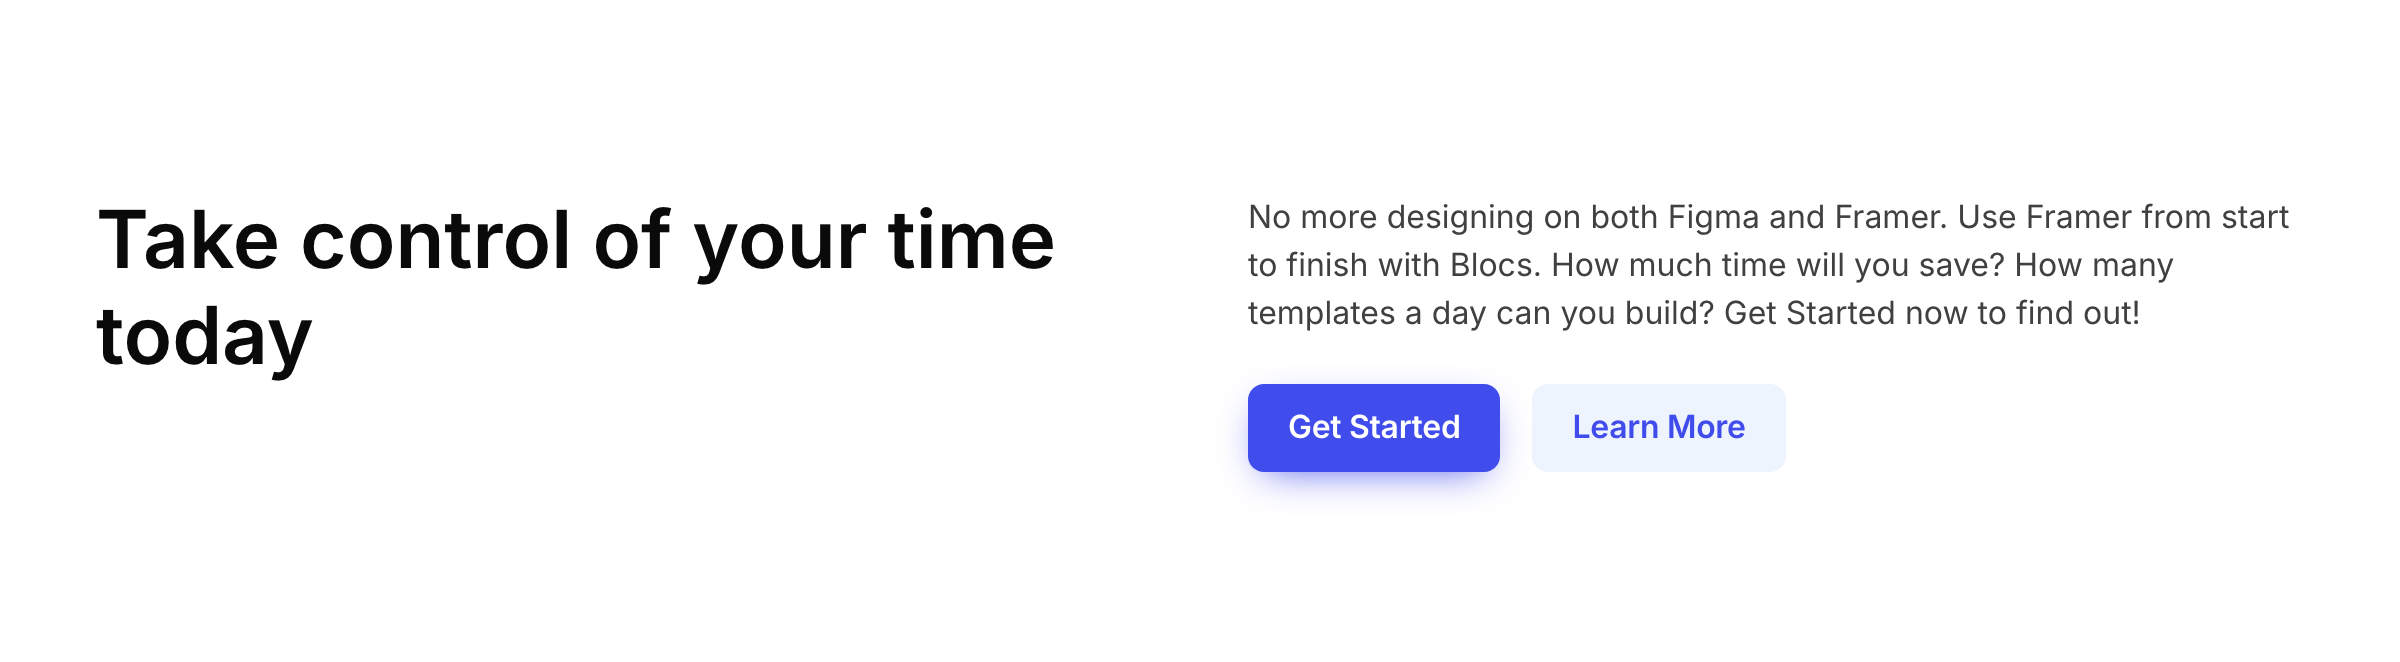 Take control of your time
today
No more designing on both Figma and Framer. Use Framer from start
to finish with Blocs. How much time will you save? How many
templates a day can you build? Get Started now to find out!
Get Started
Learn More